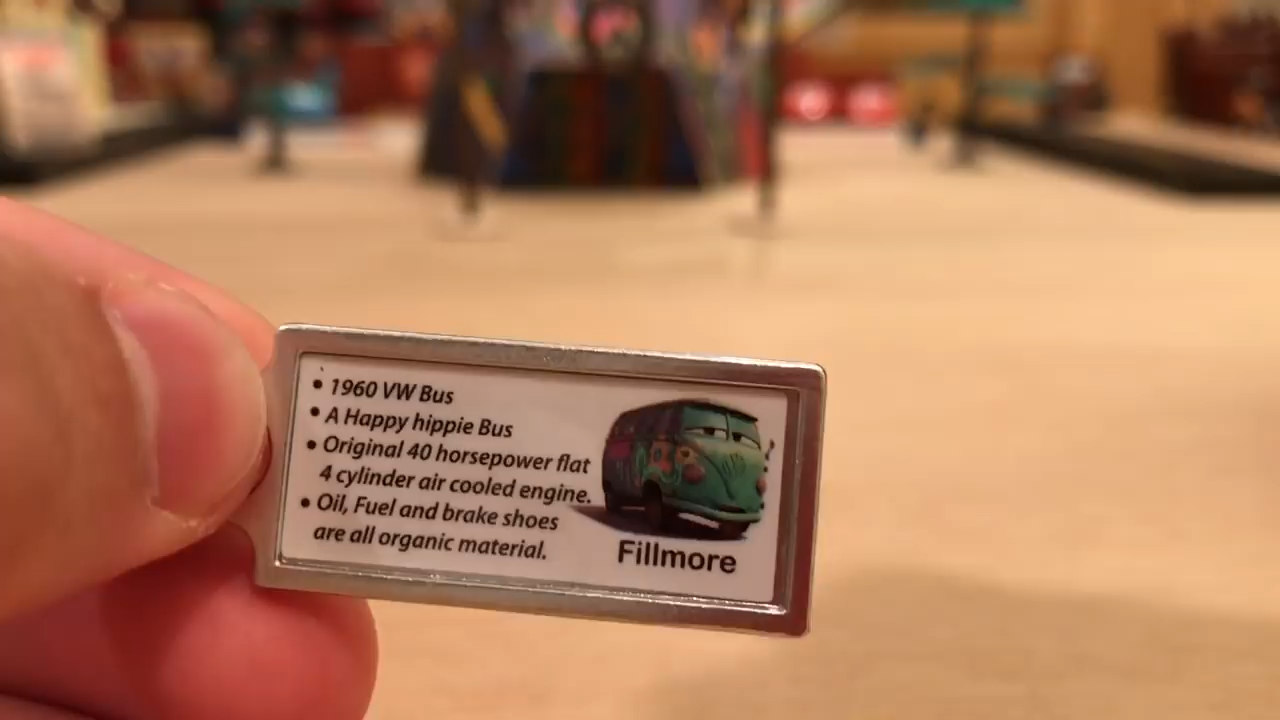 • 1960 VW Bus
• A Happy hippie Bus
• Original 40 horsepower flat
4 cylinder air cooled engine.
• Oil, Fuel and brake shoes
are all organic material.
Fillmore